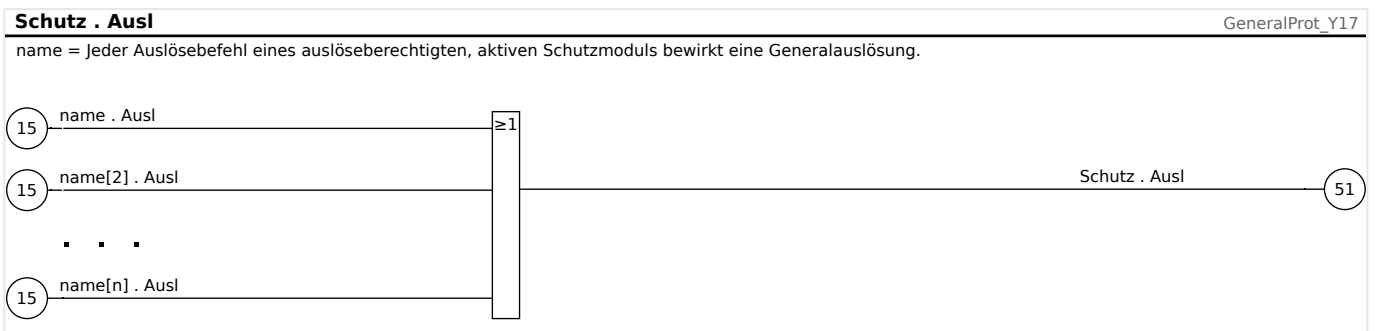 Schutz . Ausl
GeneralProt_Y17
name = Jeder Auslösebefehl eines auslöseberechtigten, aktiven Schutzmoduls bewirkt eine Generalauslösung.
15
name . Ausl
≥1
15
name[2] . Ausl
Schutz . Ausl
51
. . .
15
name[n] . Ausl